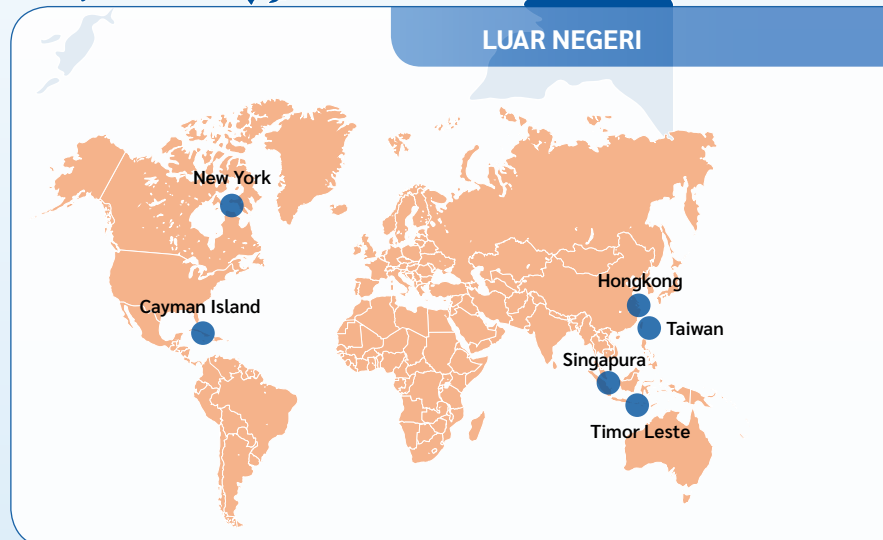 LUAR NEGERI
New York
Hongkong
Cayman Island
Taiwan
Singapura
Timor Leste